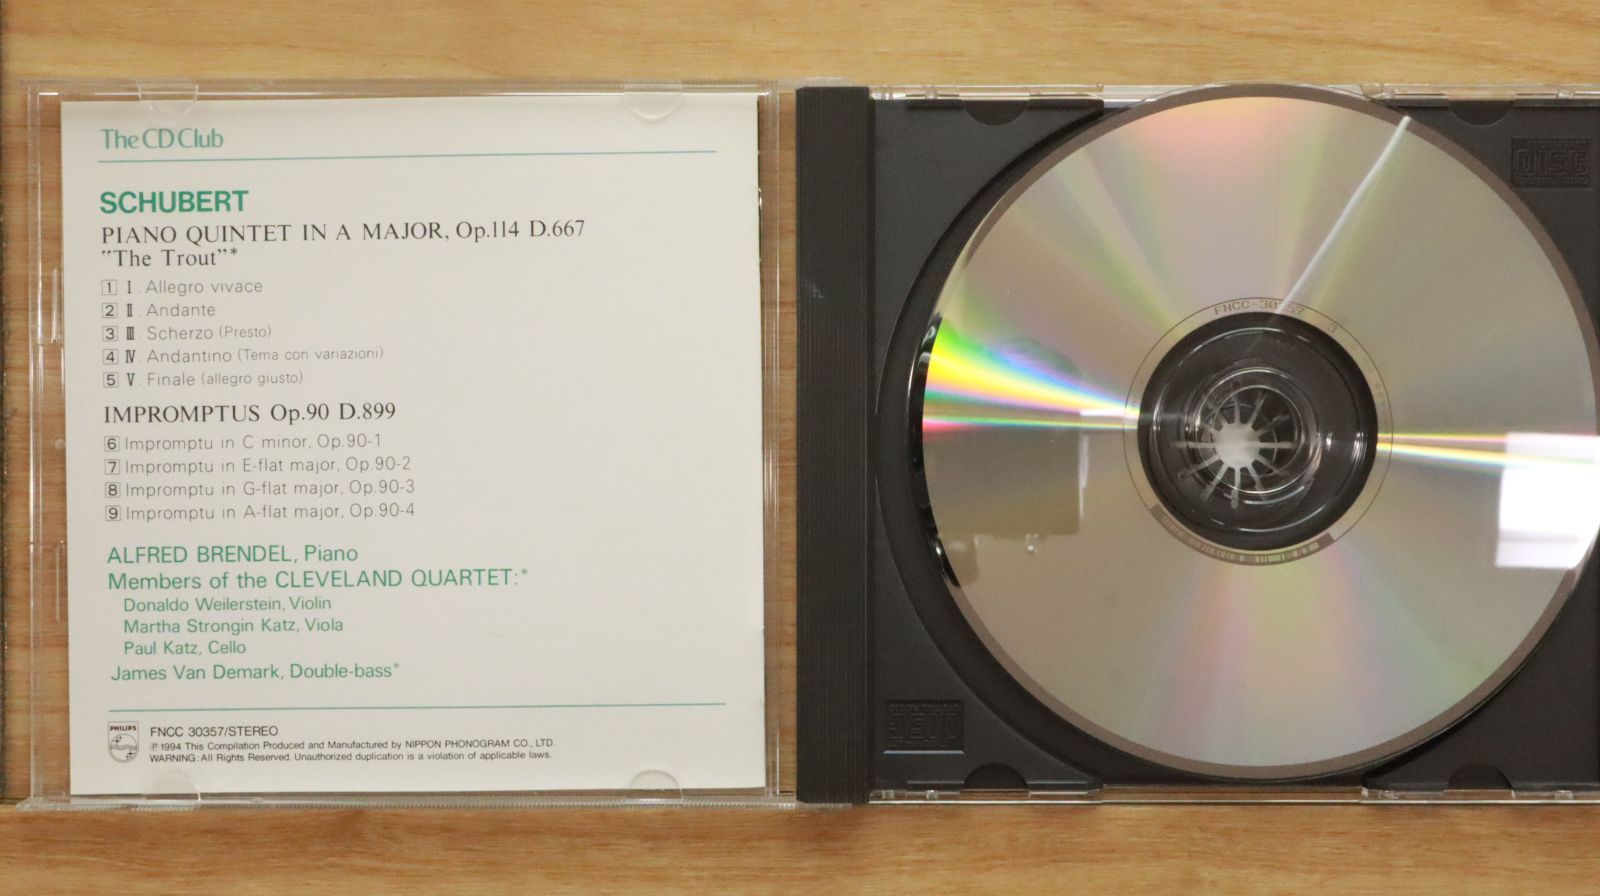 The CD Club
SCHUBERT
PIANO QUINTET IN A MAJOR, Op.114 D.667
"The Trout"*
1 I. Allegro vivace
2 II. Andante
3 III. Scherzo (Presto)
4 IV. Andantino (Tema con variazioni)
5 V. Finale (allegro giusto)
IMPROMPTUS Op.90 D.899
6 Impromptu in C minor, Op.90-1
7 Impromptu in E-flat major, Op.90-2
8 Impromptu in G-flat major, Op.90-3
9 Impromptu in A-flat major, Op.90-4
ALFRED BRENDEL, Piano
Members of the CLEVELAND QUARTET:*
Donaldo Weilerstein, Violin
Martha Strongin Katz, Viola
Paul Katz, Cello
James Van Demark, Double-bass*
PHILIPS
FNCC 30357/STEREO
℗ 1994 This Compilation Produced and Manufactured by NIPPON PHONOGRAM CO., LTD.
WARNING: All Rights Reserved. Unauthorized duplication is a violation of applicable laws.
FNCC-30357 3
disc